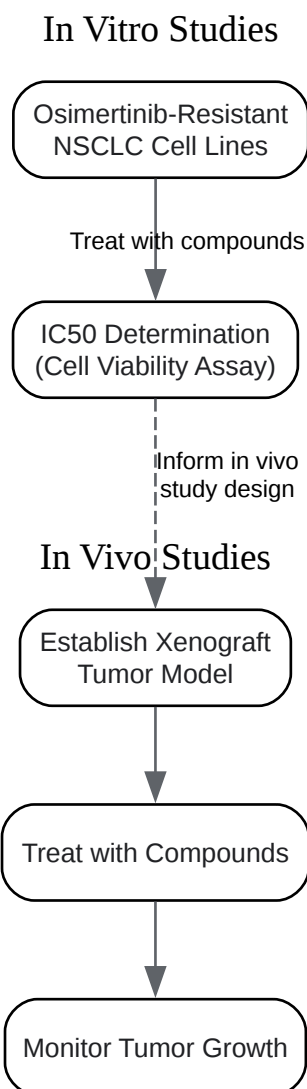 In Vitro Studies
Osimertinib-Resistant
NSCLC Cell Lines
Treat with compounds
IC50 Determination
(Cell Viability Assay)
Inform in vivo
study design
In Vivo Studies
Establish Xenograft
Tumor Model
Treat with Compounds
Monitor Tumor Growth